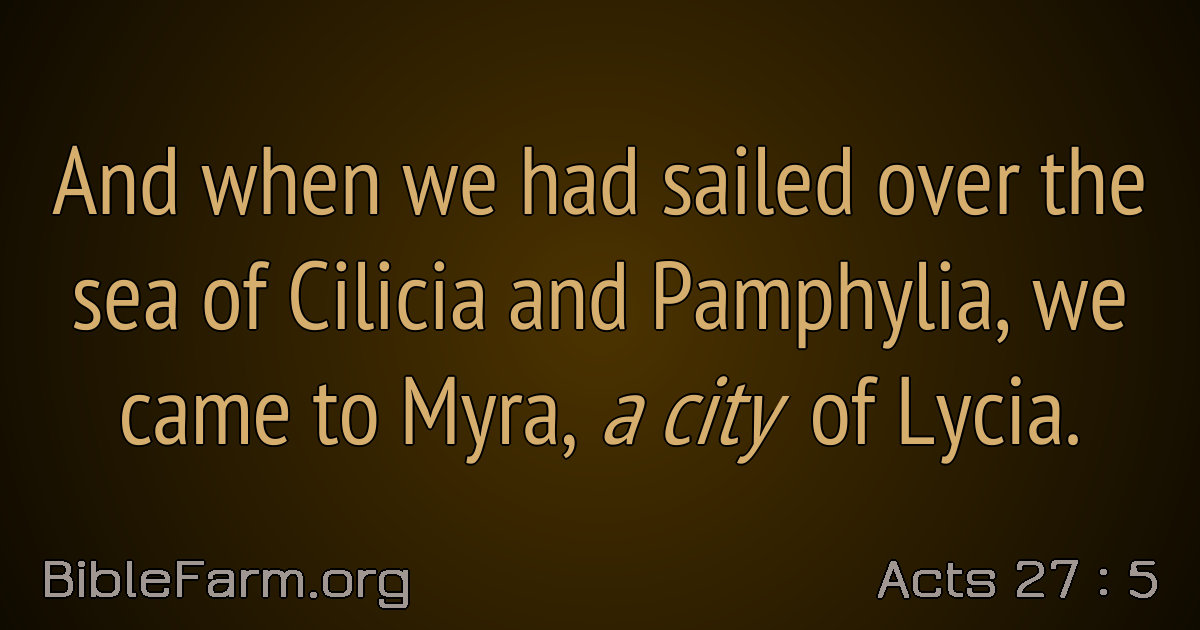 And when we had sailed over the
sea of Cilicia and Pamphylia, we
came to Myra, a city of Lycia.
BibleFarm.org
Acts 27 : 5